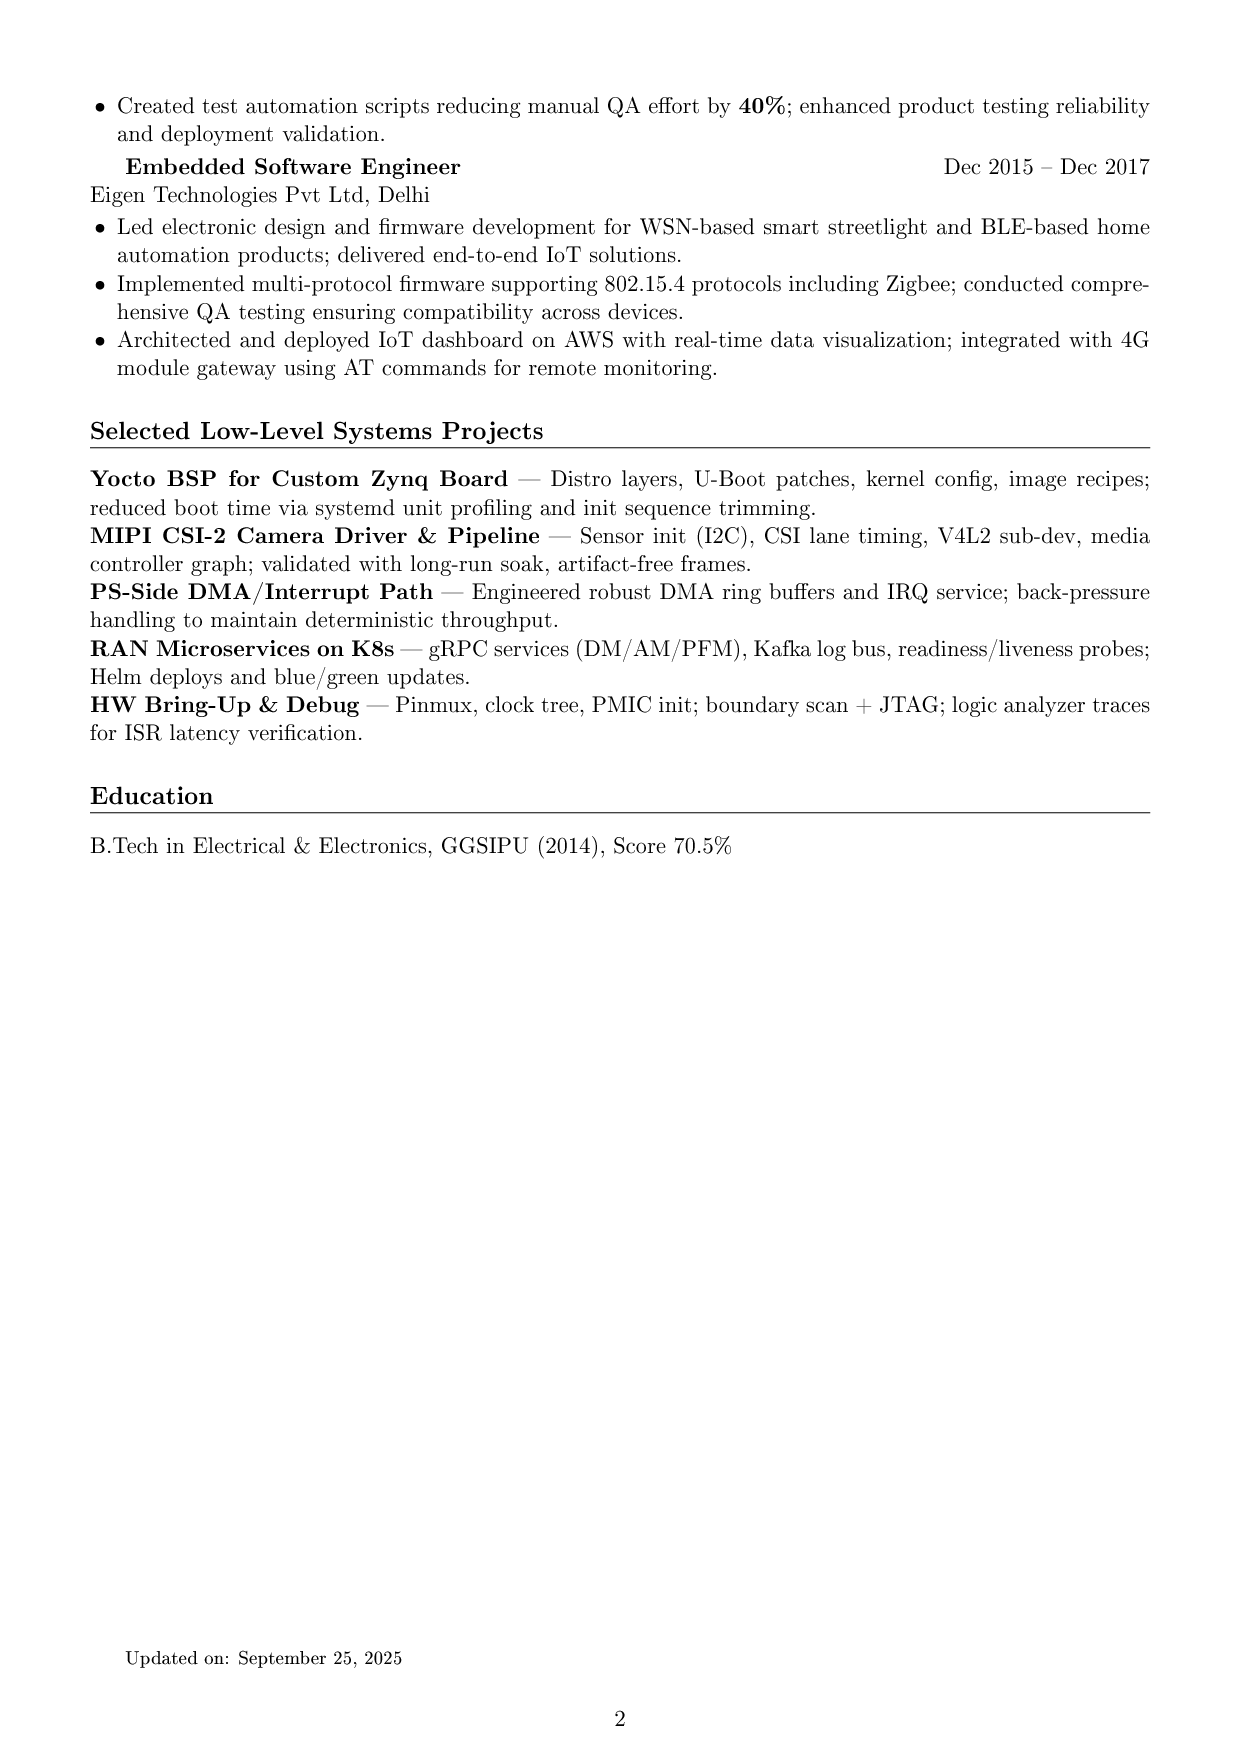 • Created test automation scripts reducing manual QA effort by 40%; enhanced product testing reliability
and deployment validation.
Embedded Software Engineer Dec 2015 – Dec 2017
Eigen Technologies Pvt Ltd, Delhi
• Led electronic design and firmware development for WSN-based smart streetlight and BLE-based home
automation products; delivered end-to-end IoT solutions.
• Implemented multi-protocol firmware supporting 802.15.4 protocols including Zigbee; conducted compre-
hensive QA testing ensuring compatibility across devices.
• Architected and deployed IoT dashboard on AWS with real-time data visualization; integrated with 4G
module gateway using AT commands for remote monitoring.
Selected Low-Level Systems Projects
Yocto BSP for Custom Zynq Board — Distro layers, U-Boot patches, kernel config, image recipes;
reduced boot time via systemd unit profiling and init sequence trimming.
MIPI CSI-2 Camera Driver & Pipeline — Sensor init (I2C), CSI lane timing, V4L2 sub-dev, media
controller graph; validated with long-run soak, artifact-free frames.
PS-Side DMA/Interrupt Path — Engineered robust DMA ring buffers and IRQ service; back-pressure
handling to maintain deterministic throughput.
RAN Microservices on K8s — gRPC services (DM/AM/PFM), Kafka log bus, readiness/liveness probes;
Helm deploys and blue/green updates.
HW Bring-Up & Debug — Pinmux, clock tree, PMIC init; boundary scan + JTAG; logic analyzer traces
for ISR latency verification.
Education
B.Tech in Electrical & Electronics, GGSIPU (2014), Score 70.5%
Updated on: September 25, 2025
2